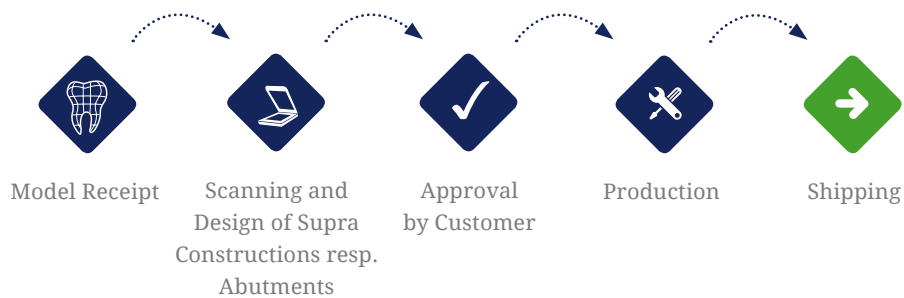 Model Receipt
Scanning and
Design of Supra
Constructions resp.
Abutments
Approval
by Customer
Production
Shipping